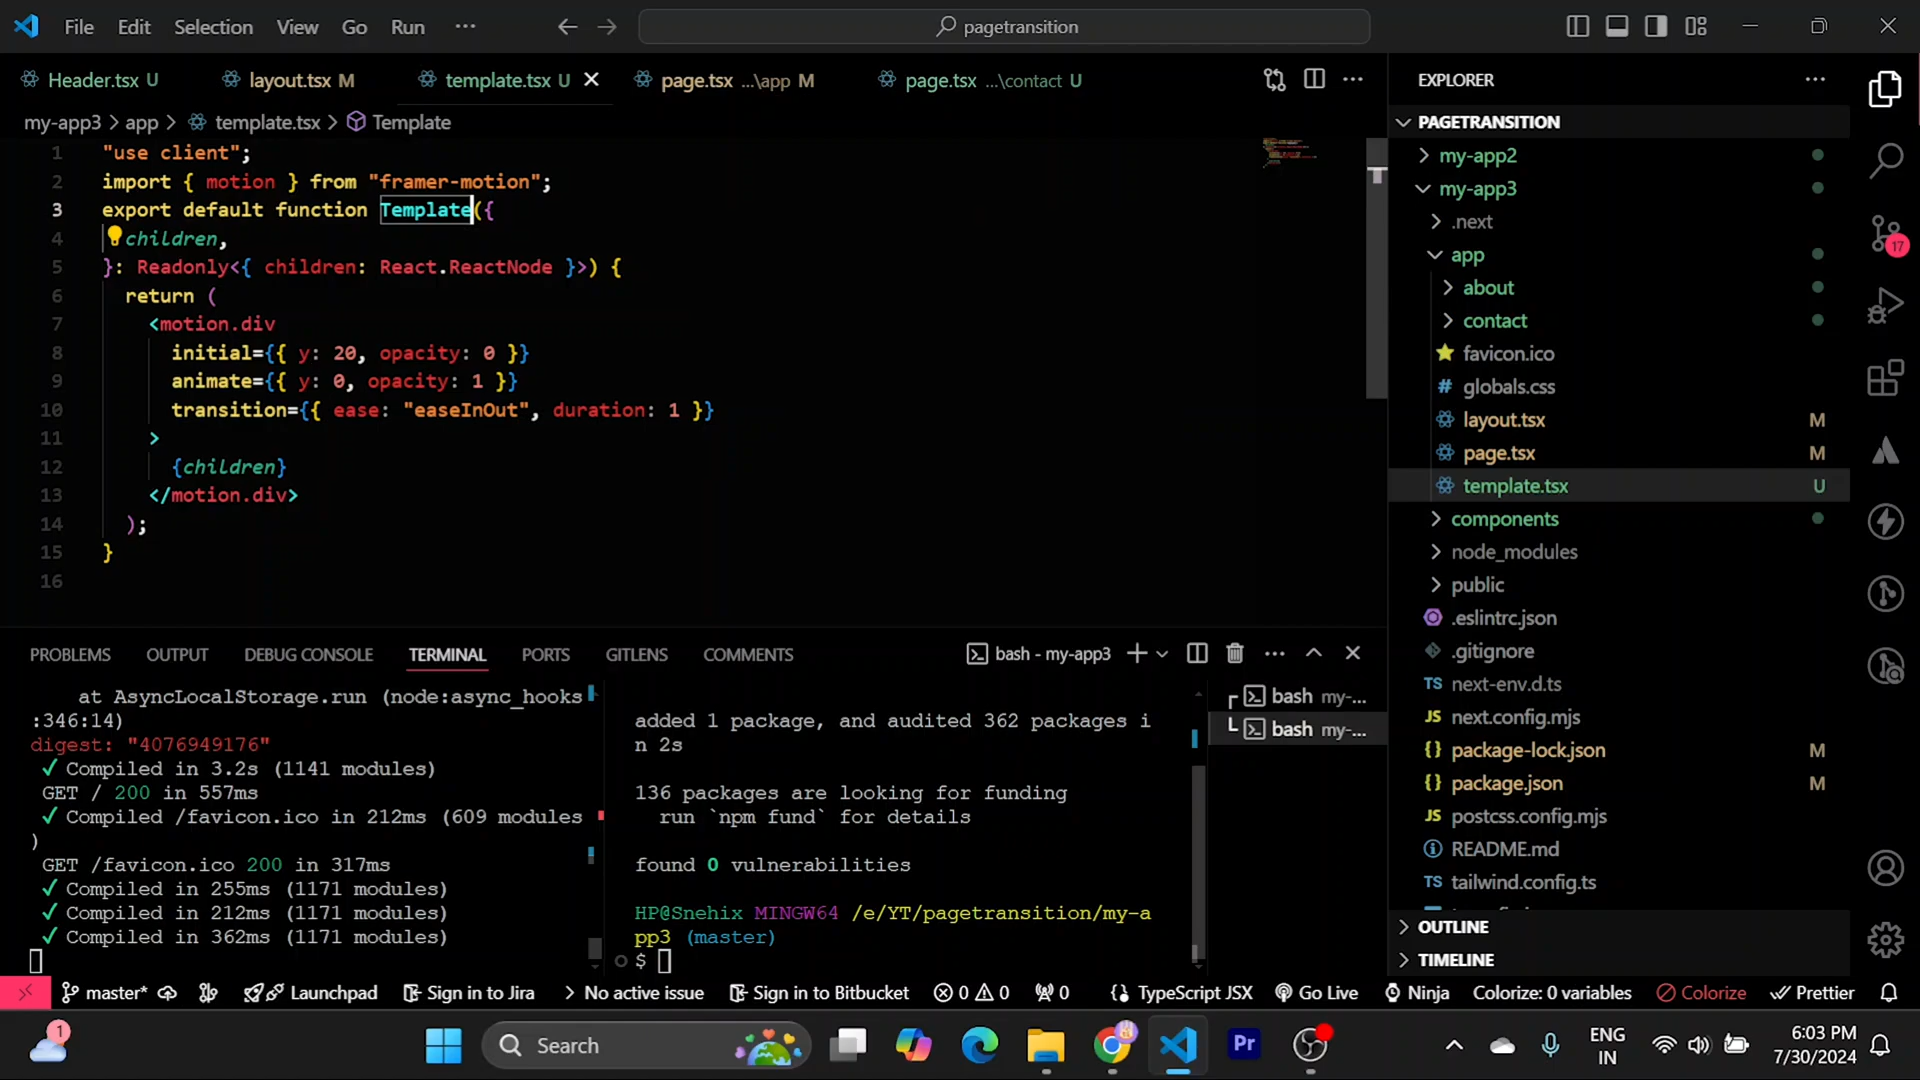 File Edit Selection View Go Run ··· pagetransition
Header.tsx U layout.tsx M template.tsx U page.tsx ...\app M page.tsx ...\contact U
my-app3 > app > template.tsx > Template
1 "use client";
2 import { motion } from "framer-motion";
3 export default function Template({
4 children,
5 }: Readonly<{ children: React.ReactNode }>) {
6 return (
7 <motion.div
8 initial={{ y: 20, opacity: 0 }}
9 animate={{ y: 0, opacity: 1 }}
10 transition={{ ease: "easeInOut", duration: 1 }}
11 >
12 {children}
13 </motion.div>
14 );
15 }
16
PROBLEMS OUTPUT DEBUG CONSOLE TERMINAL PORTS GITLENS COMMENTS bash - my-app3
at AsyncLocalStorage.run (node:async_hooks
:346:14)
digest: "4076949176"
✓ Compiled in 3.2s (1141 modules)
GET / 200 in 557ms
✓ Compiled /favicon.ico in 212ms (609 modules
)
GET /favicon.ico 200 in 317ms
✓ Compiled in 255ms (1171 modules)
✓ Compiled in 212ms (1171 modules)
✓ Compiled in 362ms (1171 modules)
added 1 package, and audited 362 packages i
n 2s
136 packages are looking for funding
run `npm fund` for details
found 0 vulnerabilities
HP@Snehix MINGW64 /e/YT/pagetransition/my-a
pp3 (master)
$
bash my-...
bash my-...
EXPLORER
PAGETRANSITION
my-app2
my-app3
.next
app
about
contact
favicon.ico
globals.css
layout.tsx M
page.tsx M
template.tsx U
components
node_modules
public
.eslintrc.json
.gitignore
next-env.d.ts
next.config.mjs
package-lock.json M
package.json M
postcss.config.mjs
README.md
tailwind.config.ts
OUTLINE
TIMELINE
17
master* Launchpad Sign in to Jira No active issue Sign in to Bitbucket 0 0 0 TypeScript JSX Go Live Ninja Colorize: 0 variables Colorize Prettier
1 Search Pr ENG
IN
6:03 PM
7/30/2024